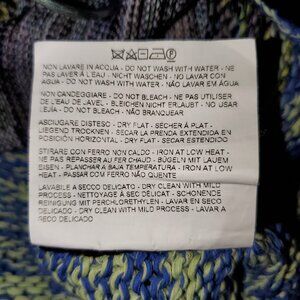 NON LAVARE IN ACQUA - DO NOT WASH WITH WATER - NE
PAS LAVER À L'EAU - NICHT WASCHEN - NO LAVAR CON
AGUA - DO NOT WASH WITH WATER - NÃO LAVAR EM ÁGUA
NON CANDEGGIARE - DO NOT BLEACH - NE PAS UTILISER
DE L'EAU DE JAVEL - BLEICHEN NICHT ERLAUBT - NO USAR
LEJÍA - DO NOT BLEACH - NÃO BRANQUEAR
ASCIUGARE DISTESO - DRY FLAT - SÉCHER À PLAT -
LIEGEND TROCKNEN - SECAR LA PRENDA EXTENDIDA EN
POSICIÓN HORIZONTAL - DRY FLAT - SECAR ESTENDIDO
STIRARE CON FERRO NON CALDO - IRON AT LOW HEAT -
NE PAS REPASSER AU FER CHAUD - BÜGELN MIT LAUEM
EISEN - PLANCHAR A BAJA TEMPERATURA - IRON AT LOW
HEAT - PASSAR COM FERRO NÃO QUENTE
LAVABILE A SECCO DELICATO - DRY CLEAN WITH MILD
PROCESS - NETTOYAGE À SEC DÉLICAT - SCHONENDE
REINIGUNG MIT PERCHLORETHYLEN - LAVAR EN SECO
DELICADO - DRY CLEAN WITH MILD PROCESS - LAVAR A
SECO DELICADO